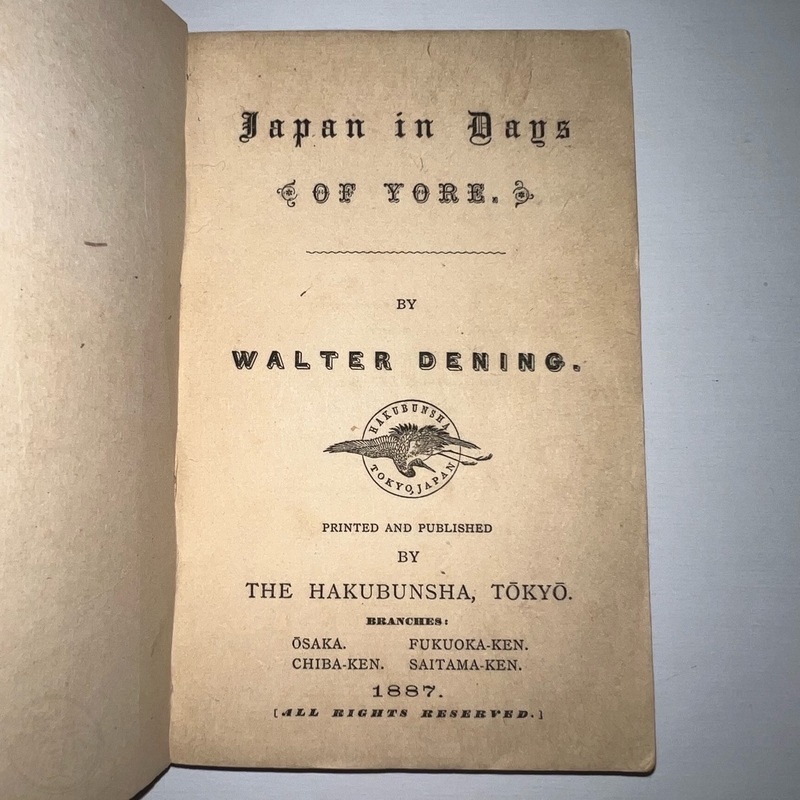 Japan in Days
OF YORE.
BY
WALTER DENING.
HAKUBUNSHA
TOKYO, JAPAN
PRINTED AND PUBLISHED
BY
THE HAKUBUNSHA, TŌKYŌ.
BRANCHES:
ŌSAKA. FUKUOKA-KEN.
CHIBA-KEN. SAITAMA-KEN.
1887.
[ALL RIGHTS RESERVED.]